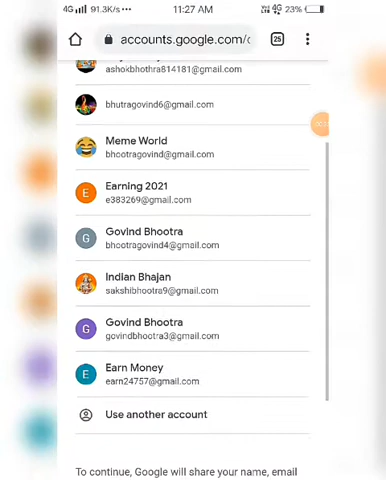 4G 91.3K/s ••• 11:27 AM 4G 23%
accounts.google.com/ 25
ashokbhothra814181@gmail.com
bhutragovind6@gmail.com
Meme World
bhootragovind@gmail.com
Earning 2021
E e383269@gmail.com
Govind Bhootra
G bhootragovind4@gmail.com
Indian Bhajan
sakshibhootra9@gmail.com
Govind Bhootra
G govindbhootra3@gmail.com
Earn Money
E earn24757@gmail.com
Use another account
To continue, Google will share your name, email